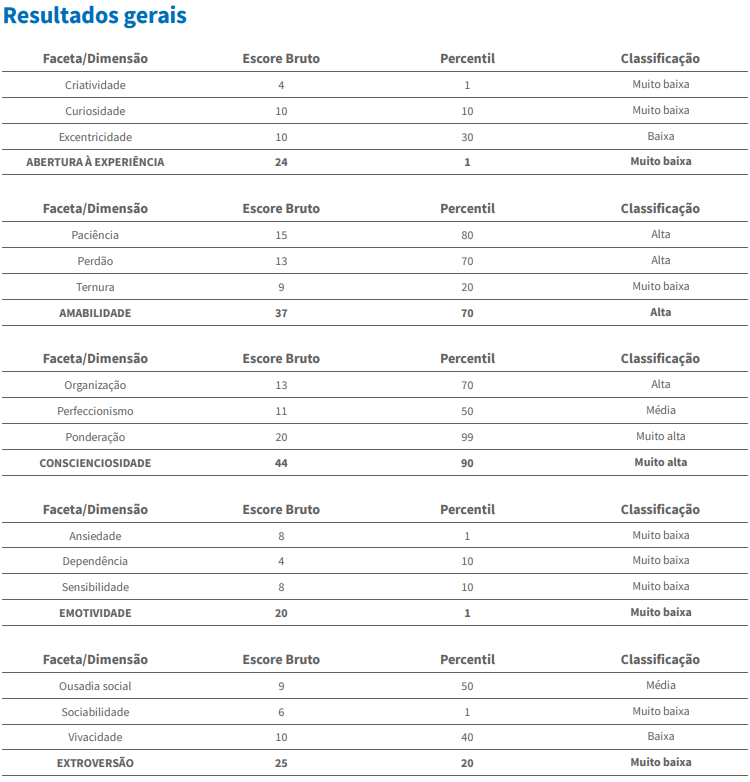 Resultados gerais
Faceta/Dimensão Escore Bruto Percentil Classificação
Criatividade 4 1 Muito baixa
Curiosidade 10 10 Muito baixa
Excentricidade 10 30 Baixa
ABERTURA À EXPERIÊNCIA 24 1 Muito baixa
Faceta/Dimensão Escore Bruto Percentil Classificação
Paciência 15 80 Alta
Perdão 13 70 Alta
Ternura 9 20 Muito baixa
AMABILIDADE 37 70 Alta
Faceta/Dimensão Escore Bruto Percentil Classificação
Organização 13 70 Alta
Perfeccionismo 11 50 Média
Ponderação 20 99 Muito alta
CONSCIENCIOSIDADE 44 90 Muito alta
Faceta/Dimensão Escore Bruto Percentil Classificação
Ansiedade 8 1 Muito baixa
Dependência 4 10 Muito baixa
Sensibilidade 8 10 Muito baixa
EMOTIVIDADE 20 1 Muito baixa
Faceta/Dimensão Escore Bruto Percentil Classificação
Ousadia social 9 50 Média
Sociabilidade 6 1 Muito baixa
Vivacidade 10 40 Baixa
EXTROVERSÃO 25 20 Muito baixa